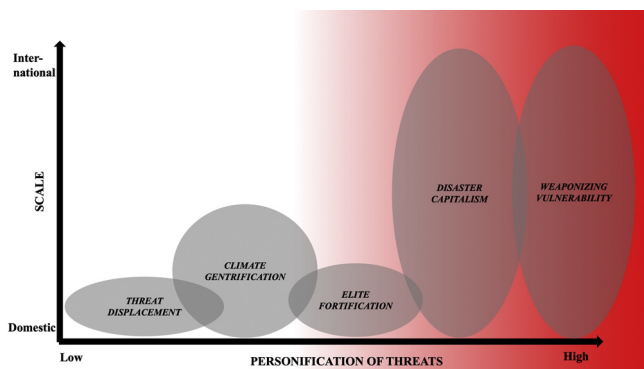 Inter-
national
SCALE
DISASTER
CAPITALISM
WEAPONIZING
VULNERABILITY
CLIMATE
GENTRIFICATION
THREAT
DISPLACEMENT
ELITE
FORTIFICATION
Domestic
Low
PERSONIFICATION OF THREATS
High